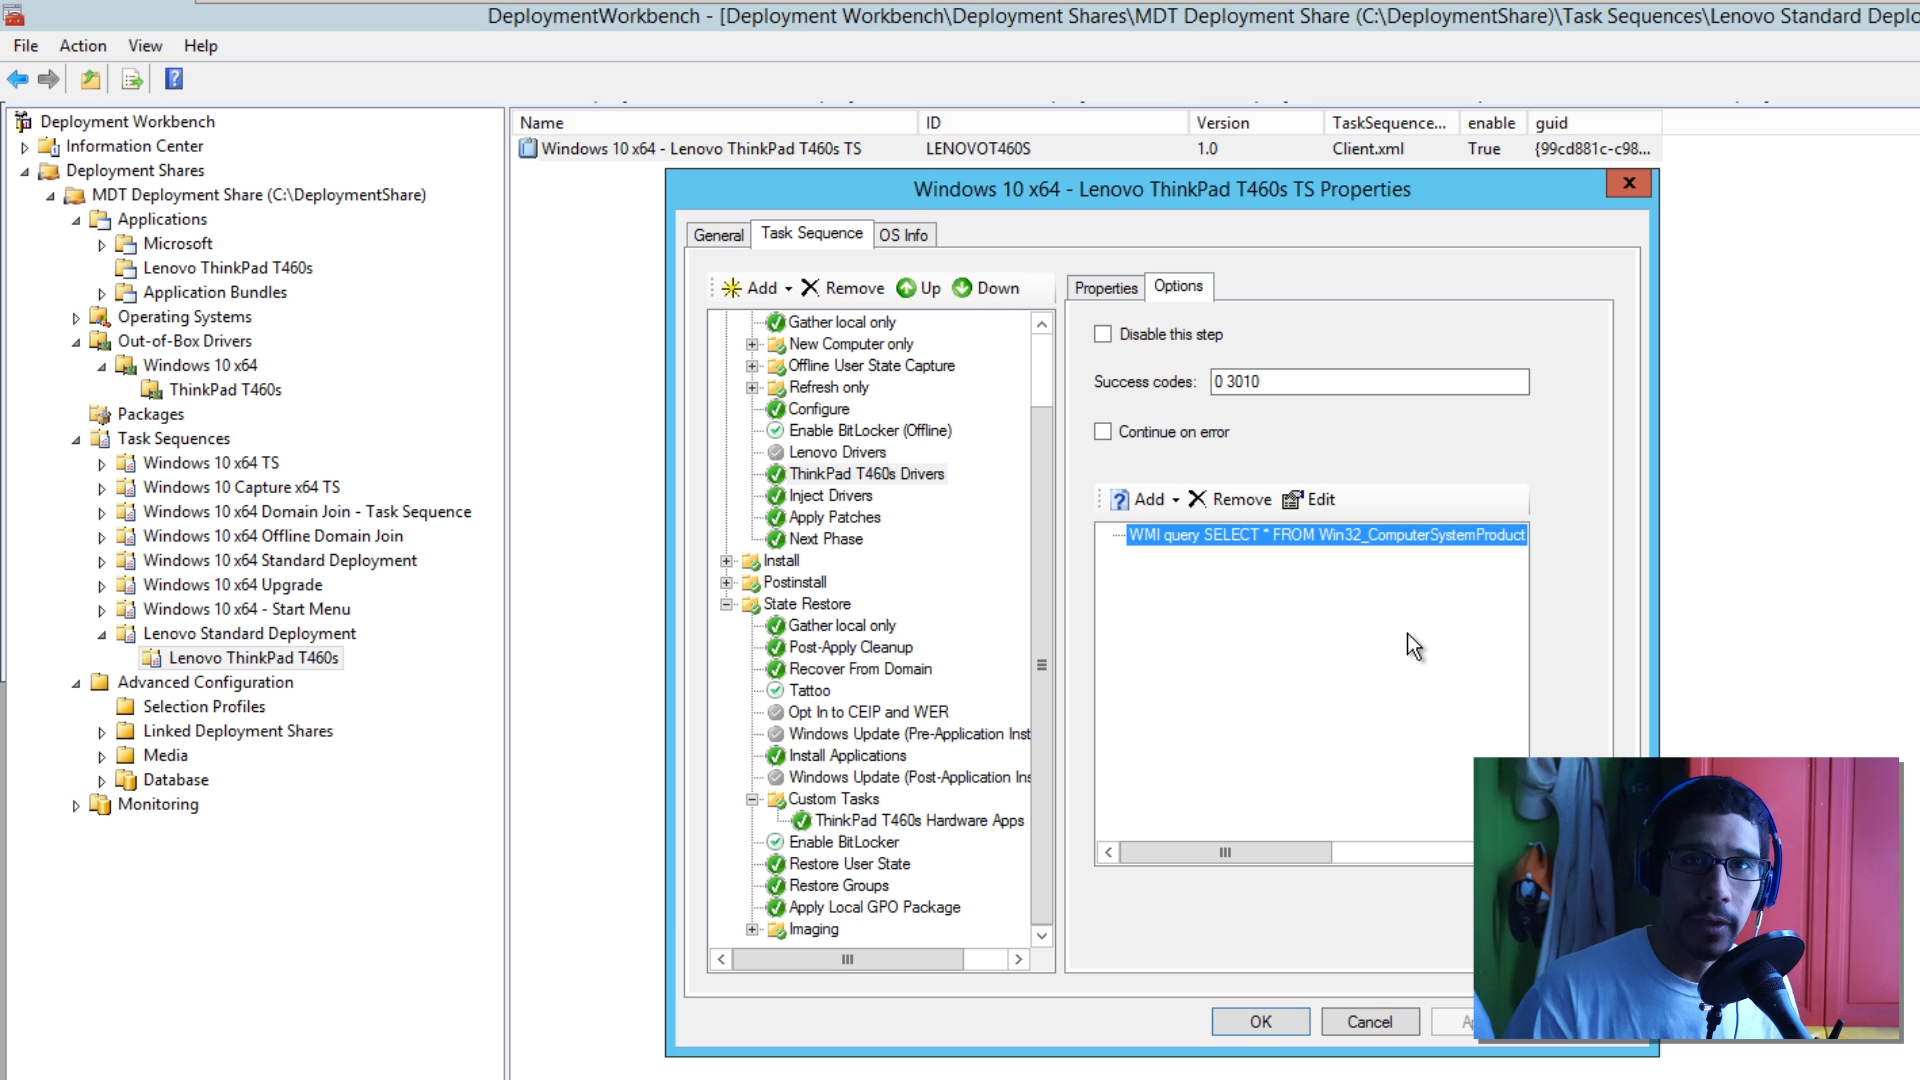 DeploymentWorkbench - [Deployment Workbench\Deployment Shares\MDT Deployment Share (C:\DeploymentShare)\Task Sequences\Lenovo Standard Deplo
File Action View Help
Deployment Workbench
Information Center
Deployment Shares
MDT Deployment Share (C:\DeploymentShare)
Applications
Microsoft
Lenovo ThinkPad T460s
Application Bundles
Operating Systems
Out-of-Box Drivers
Windows 10 x64
ThinkPad T460s
Packages
Task Sequences
Windows 10 x64 TS
Windows 10 Capture x64 TS
Windows 10 x64 Domain Join - Task Sequence
Windows 10 x64 Offline Domain Join
Windows 10 x64 Standard Deployment
Windows 10 x64 Upgrade
Windows 10 x64 - Start Menu
Lenovo Standard Deployment
Lenovo ThinkPad T460s
Advanced Configuration
Selection Profiles
Linked Deployment Shares
Media
Database
Monitoring
Name ID Version TaskSequence... enable guid
Windows 10 x64 - Lenovo ThinkPad T460s TS LENOVOT460S 1.0 Client.xml True {99cd881c-c98...
Windows 10 x64 - Lenovo ThinkPad T460s TS Properties
General Task Sequence OS Info
Add Remove Up Down
Gather local only
New Computer only
Offline User State Capture
Refresh only
Configure
Enable BitLocker (Offline)
Lenovo Drivers
ThinkPad T460s Drivers
Inject Drivers
Apply Patches
Next Phase
Install
Postinstall
State Restore
Gather local only
Post-Apply Cleanup
Recover From Domain
Tattoo
Opt In to CEIP and WER
Windows Update (Pre-Application Inst
Install Applications
Windows Update (Post-Application Ins
Custom Tasks
ThinkPad T460s Hardware Apps
Enable BitLocker
Restore User State
Restore Groups
Apply Local GPO Package
Imaging
Properties Options
Disable this step
Success codes: 0 3010
Continue on error
Add Remove Edit
WMI query SELECT * FROM Win32_ComputerSystemProduct
OK Cancel A